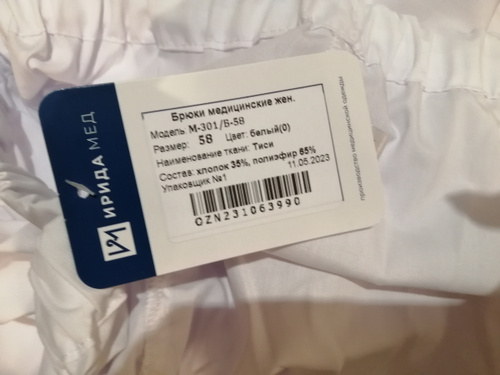 ИРИДА МЕД
Брюки медицинские жен.
Модель М-301/Б-58
Размер: 58 Цвет: белый(0)
Наименование ткани: Тиси
Состав: хлопок 35%, полиэфир 65%
Упаковщик №1 11.05.2023
OZN231063990
производство медицинской одежды